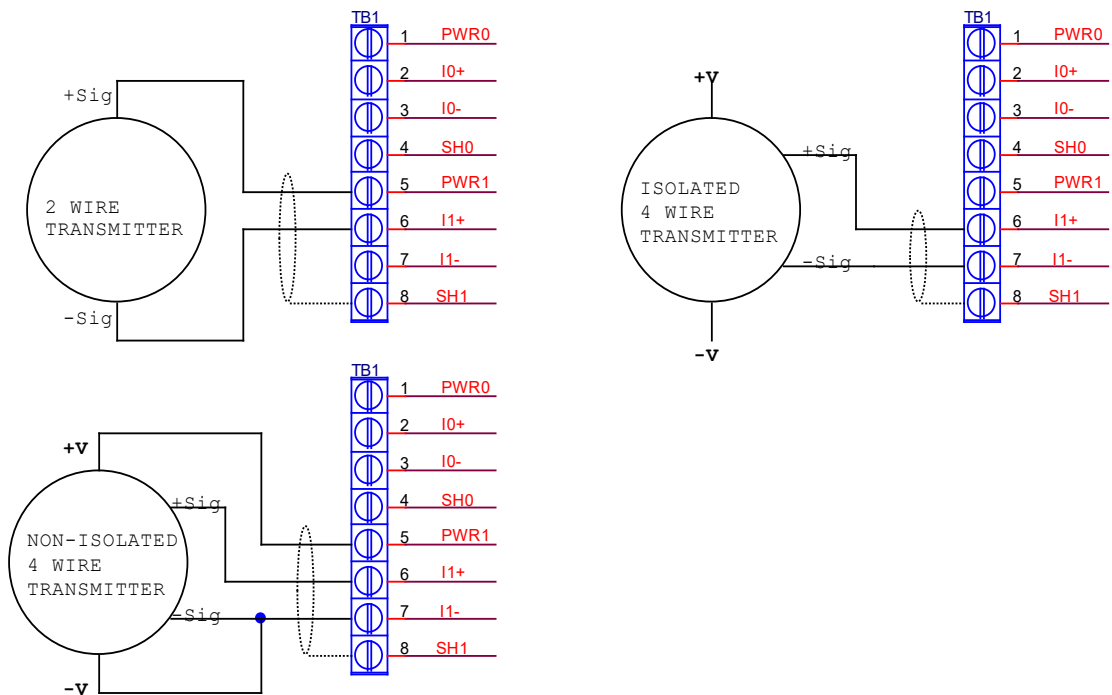 TB1
1 PWR0
2 I0+
3 I0-
4 SH0
5 PWR1
6 I1+
7 I1-
8 SH1
+Sig
2 WIRE
TRANSMITTER
-Sig
TB1
1 PWR0
2 I0+
3 I0-
4 SH0
5 PWR1
6 I1+
7 I1-
8 SH1
+V
+Sig
ISOLATED
4 WIRE
TRANSMITTER
-Sig
-V
TB1
1 PWR0
2 I0+
3 I0-
4 SH0
5 PWR1
6 I1+
7 I1-
8 SH1
+V
+Sig
NON-ISOLATED
4 WIRE
TRANSMITTER
-Sig
-V